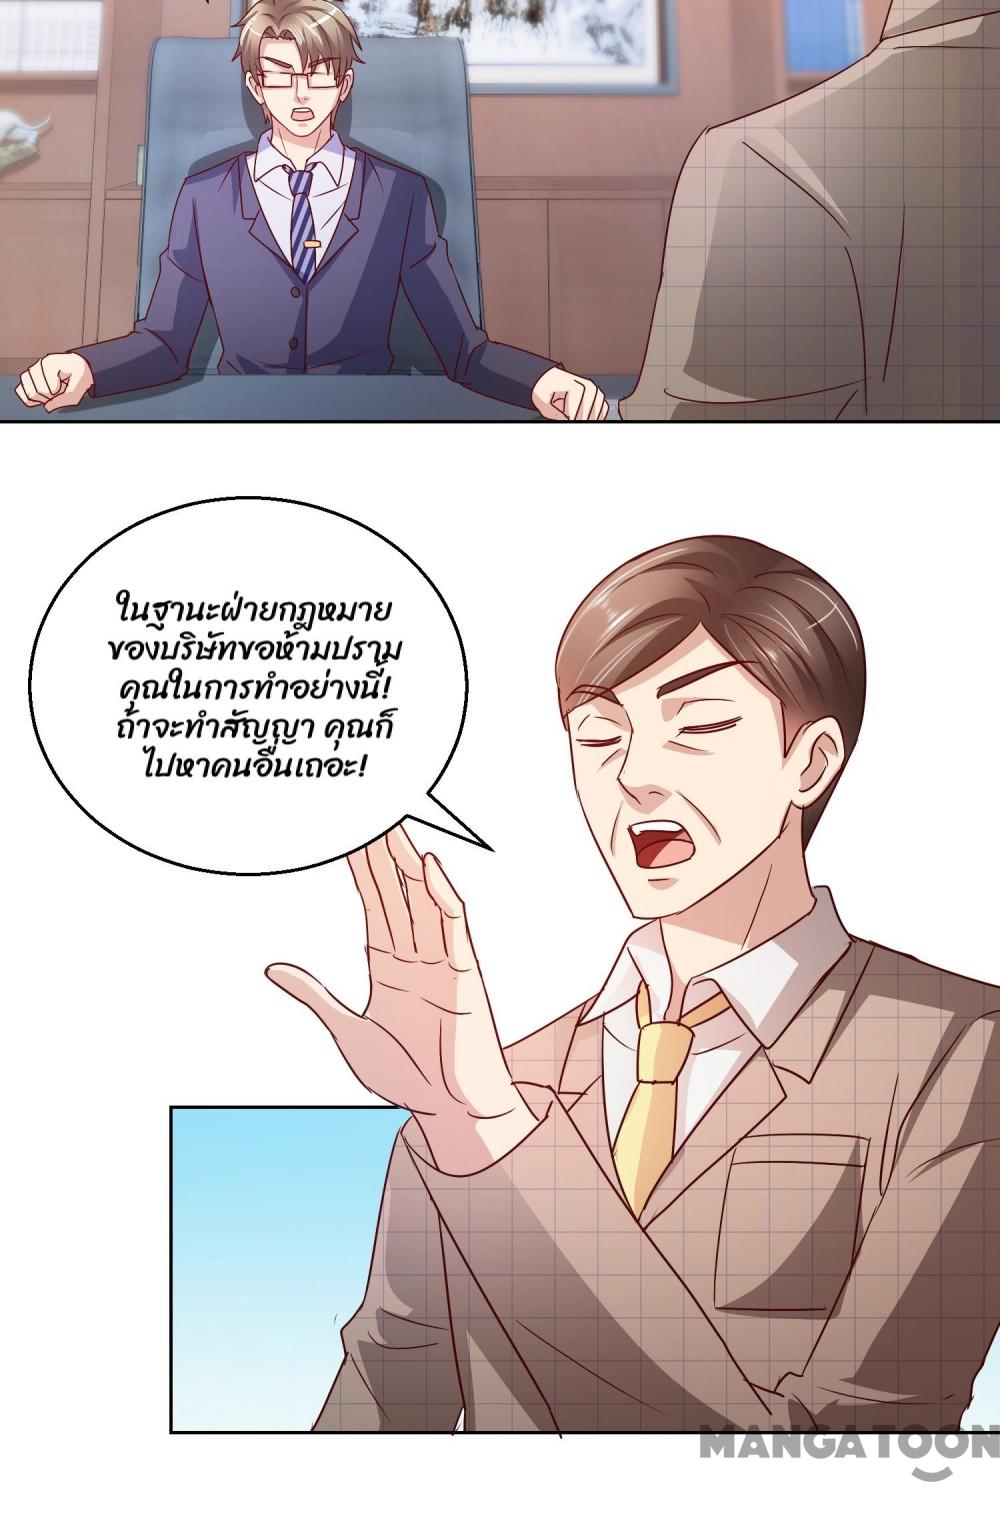 ในฐานะฝ่ายกฎหมาย
ของบริษัทขอห้ามปราม
คุณในการทำอย่างนี้!
ถ้าจะทำสัญญา คุณก็
ไปหาคนอื่นเถอะ!
MANGATOON